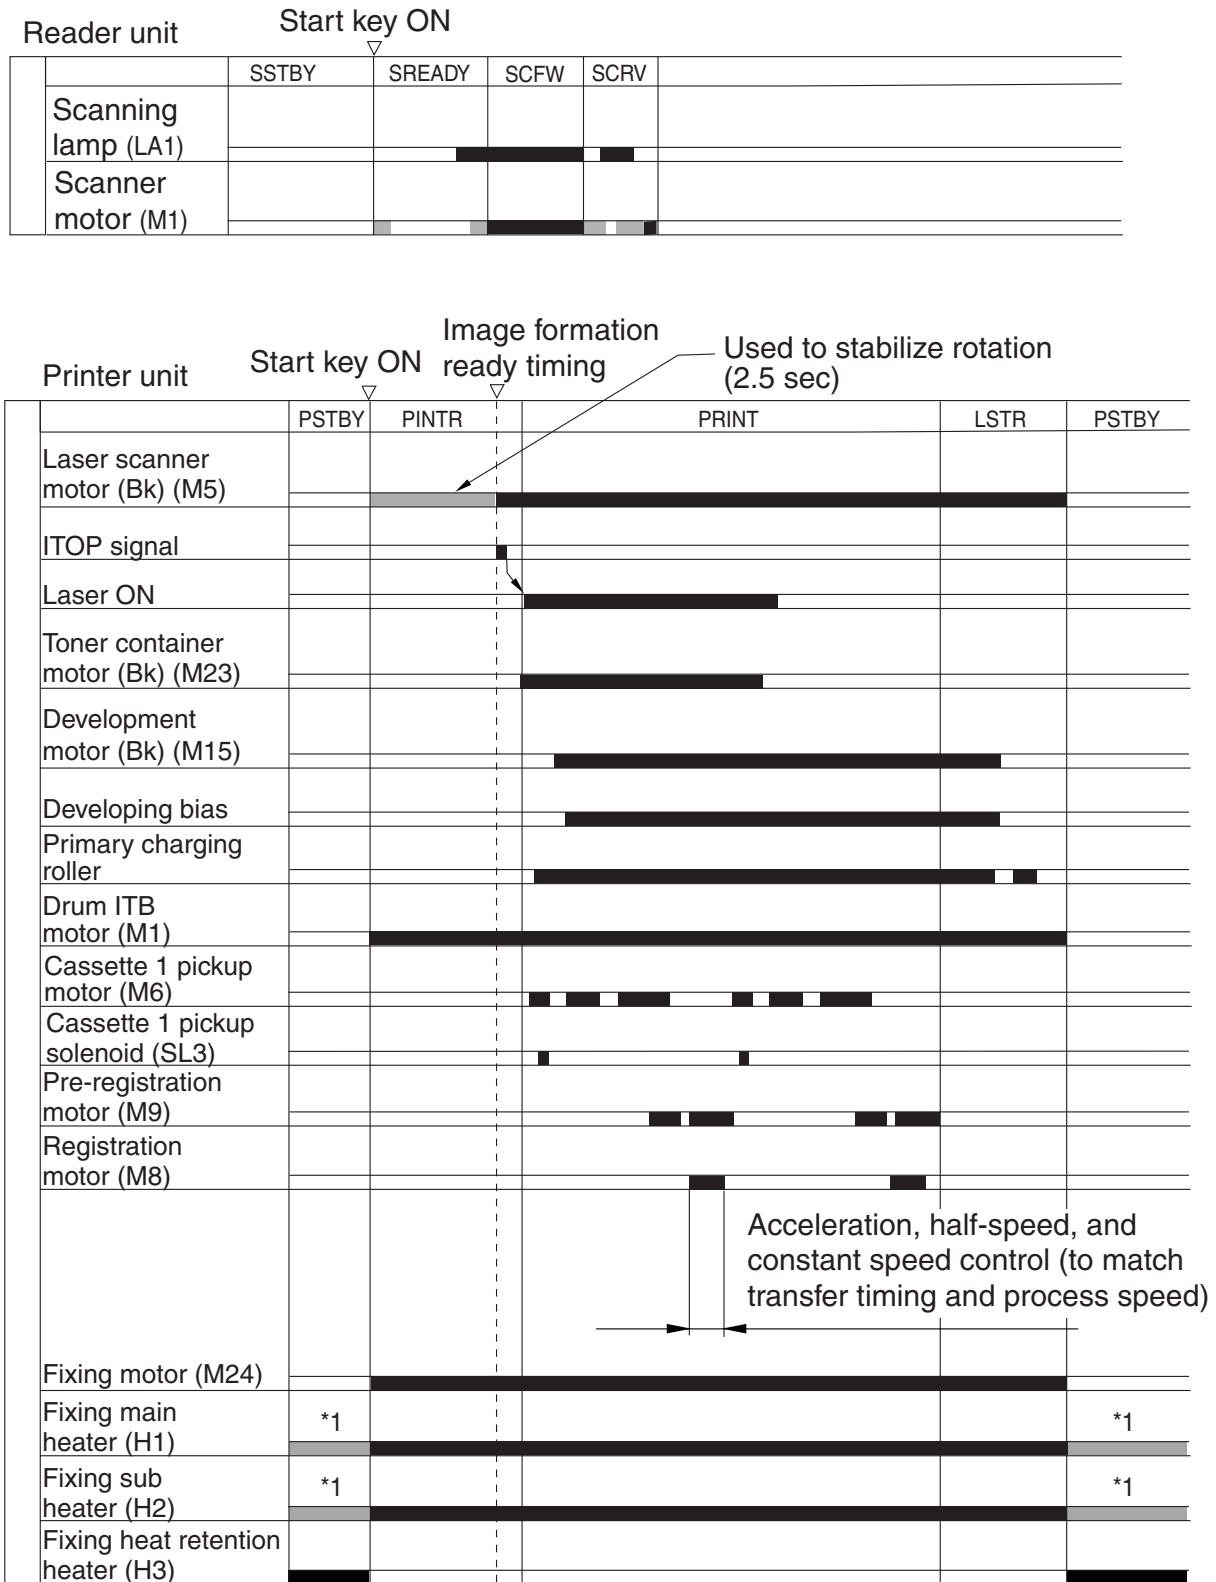 Reader unit
Start key ON
SSTBY SREADY SCFW SCRV
Scanning
lamp (LA1)
Scanner
motor (M1)
Printer unit
Start key ON
Image formation
ready timing
Used to stabilize rotation
(2.5 sec)
PSTBY PINTR PRINT LSTR PSTBY
Laser scanner
motor (Bk) (M5)
ITOP signal
Laser ON
Toner container
motor (Bk) (M23)
Development
motor (Bk) (M15)
Developing bias
Primary charging
roller
Drum ITB
motor (M1)
Cassette 1 pickup
motor (M6)
Cassette 1 pickup
solenoid (SL3)
Pre-registration
motor (M9)
Registration
motor (M8)
Acceleration, half-speed, and
constant speed control (to match
transfer timing and process speed)
Fixing motor (M24)
Fixing main
heater (H1)
*1 *1
Fixing sub
heater (H2)
*1 *1
Fixing heat retention
heater (H3)